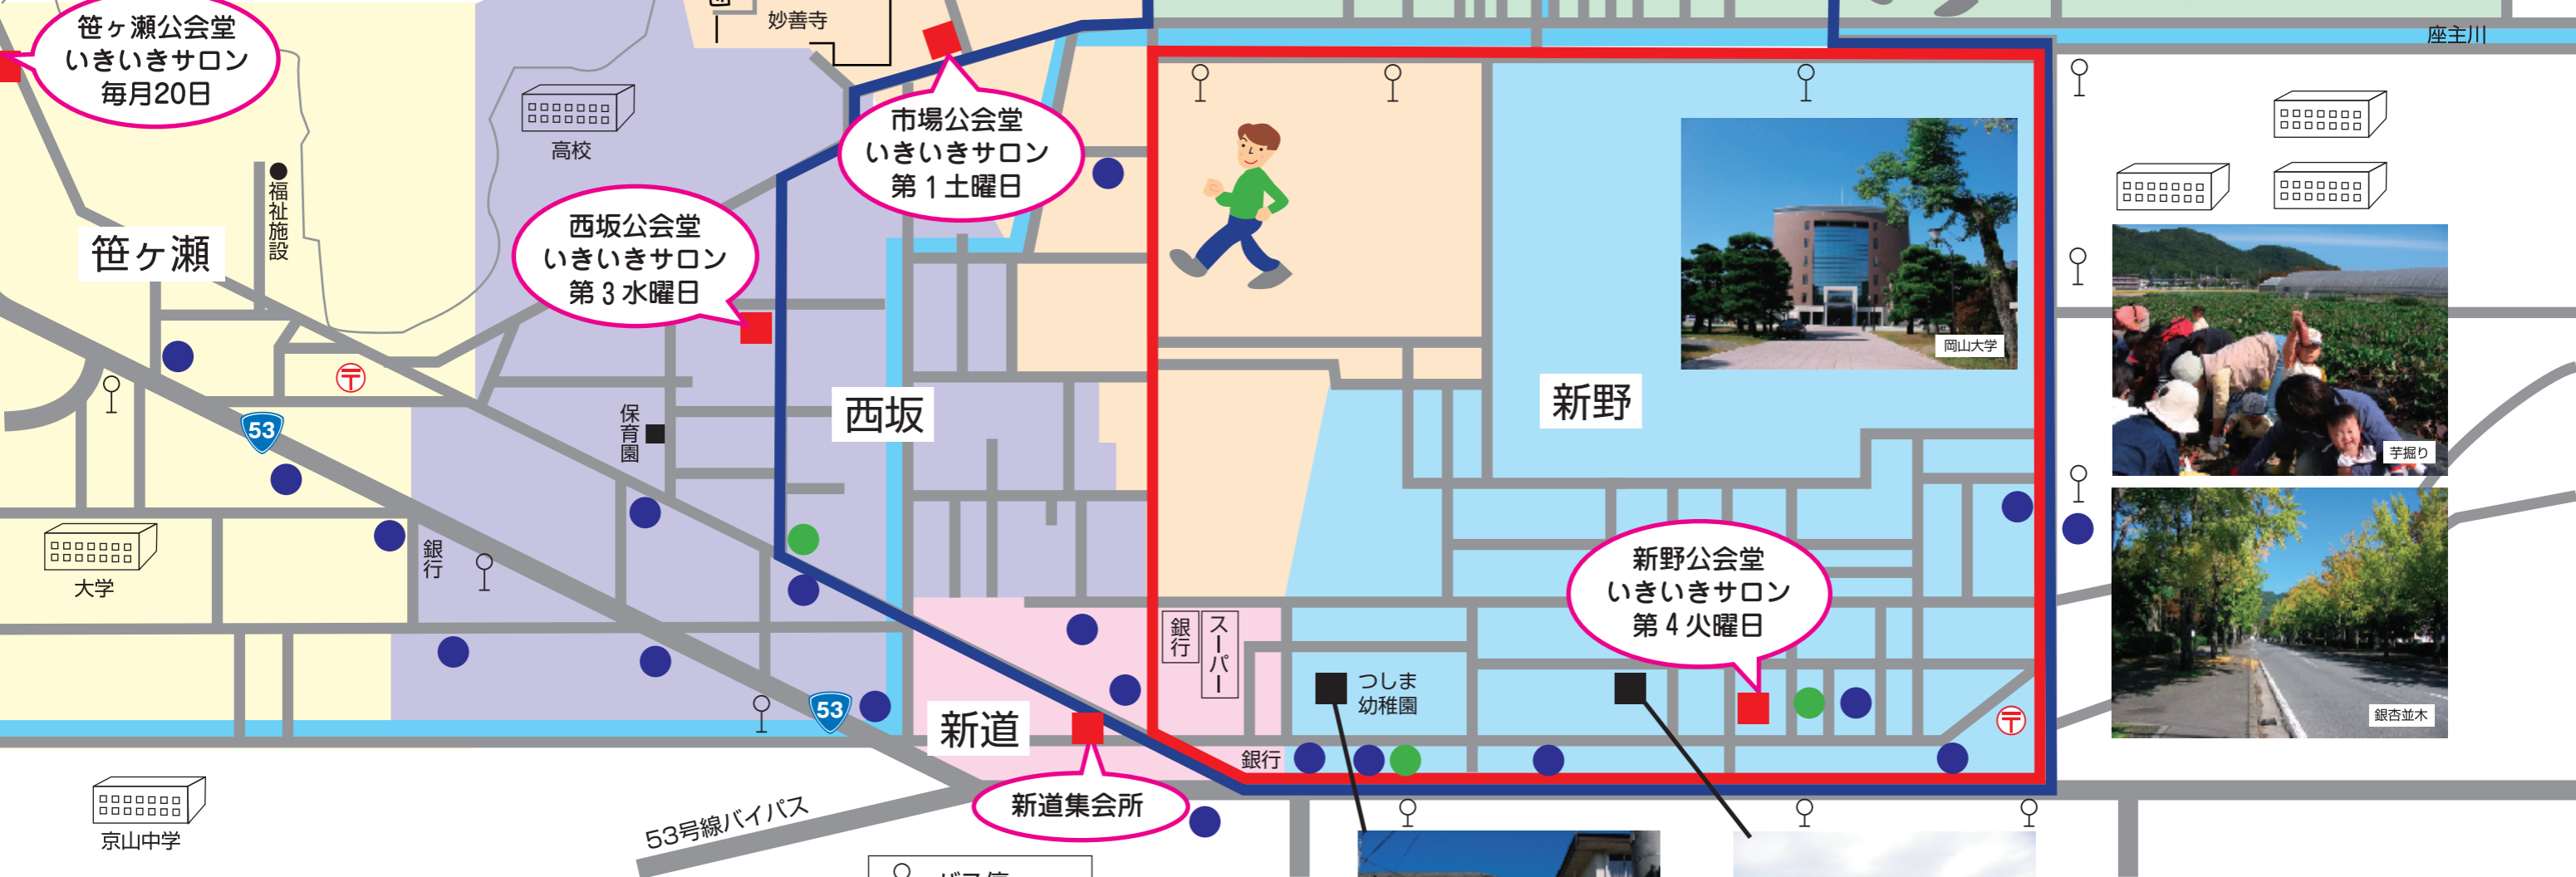 笹ヶ瀬公会堂
いきいきサロン
毎月20日
妙善寺
座主川
高校
市場公会堂
いきいきサロン
第1土曜日
福祉施設
西坂公会堂
いきいきサロン
第3水曜日
笹ヶ瀬
岡山大学
西坂
新野
保育園
53
芋掘り
銀行
大学
新野公会堂
いきいきサロン
第4火曜日
銀行
スーパー
つしま
幼稚園
53
新道
銀杏並木
銀行
新道集会所
53号線バイパス
京山中学
バス停